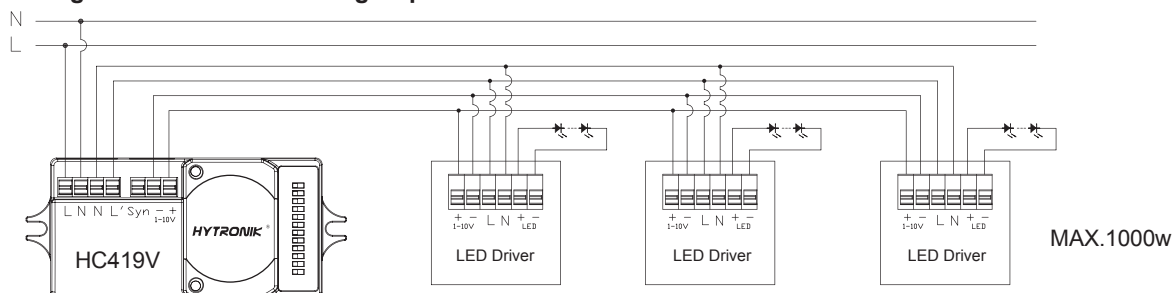 N
L
L N N L' Syn - +
1-10V
HYTRONIK ®
HC419V
+ - L N + -
1-10V LED
LED Driver
+ - L N + -
1-10V LED
LED Driver
+ - L N + -
1-10V LED
LED Driver
MAX.1000w